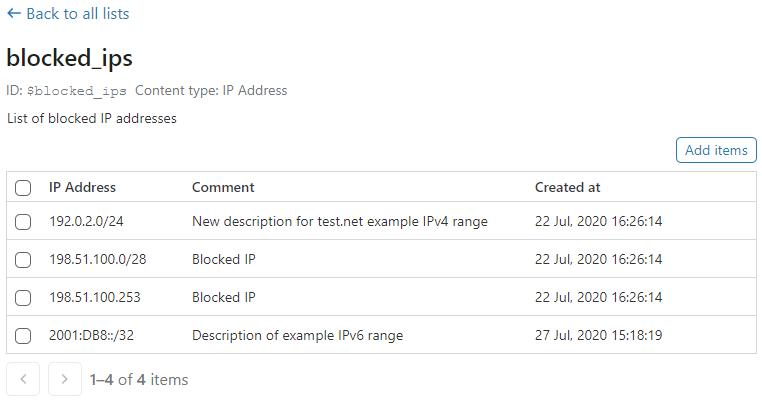 ← Back to all lists
blocked_ips
ID: $blocked_ips Content type: IP Address
List of blocked IP addresses
Add items
IP Address Comment Created at
192.0.2.0/24 New description for test.net example IPv4 range 22 Jul, 2020 16:26:14
198.51.100.0/28 Blocked IP 22 Jul, 2020 16:26:14
198.51.100.253 Blocked IP 22 Jul, 2020 16:26:14
2001:DB8::/32 Description of example IPv6 range 27 Jul, 2020 15:18:19
1–4 of 4 items